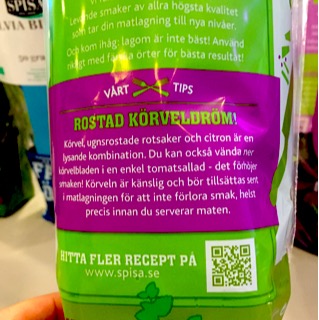 SPISA
Levande smaker av allra högsta kvalitet
som tar din matlagning till nya nivåer.
Och kom ihåg: lagom är inte bäst! Använd
rikligt med färska örter för bästa resultat!
VÅRT TIPS
ROSTAD KÖRVELDRÖM!
Körvel, ugnsrostade rotsaker och citron är en
lysande kombination. Du kan också vända ner
körvelbladen i en enkel tomatsallad - det förhöjer
smaken! Körveln är känslig och bör tillsättas sent
i matlagningen för att inte förlora smak, helst
precis innan du serverar maten.
HITTA FLER RECEPT PÅ
www.spisa.se